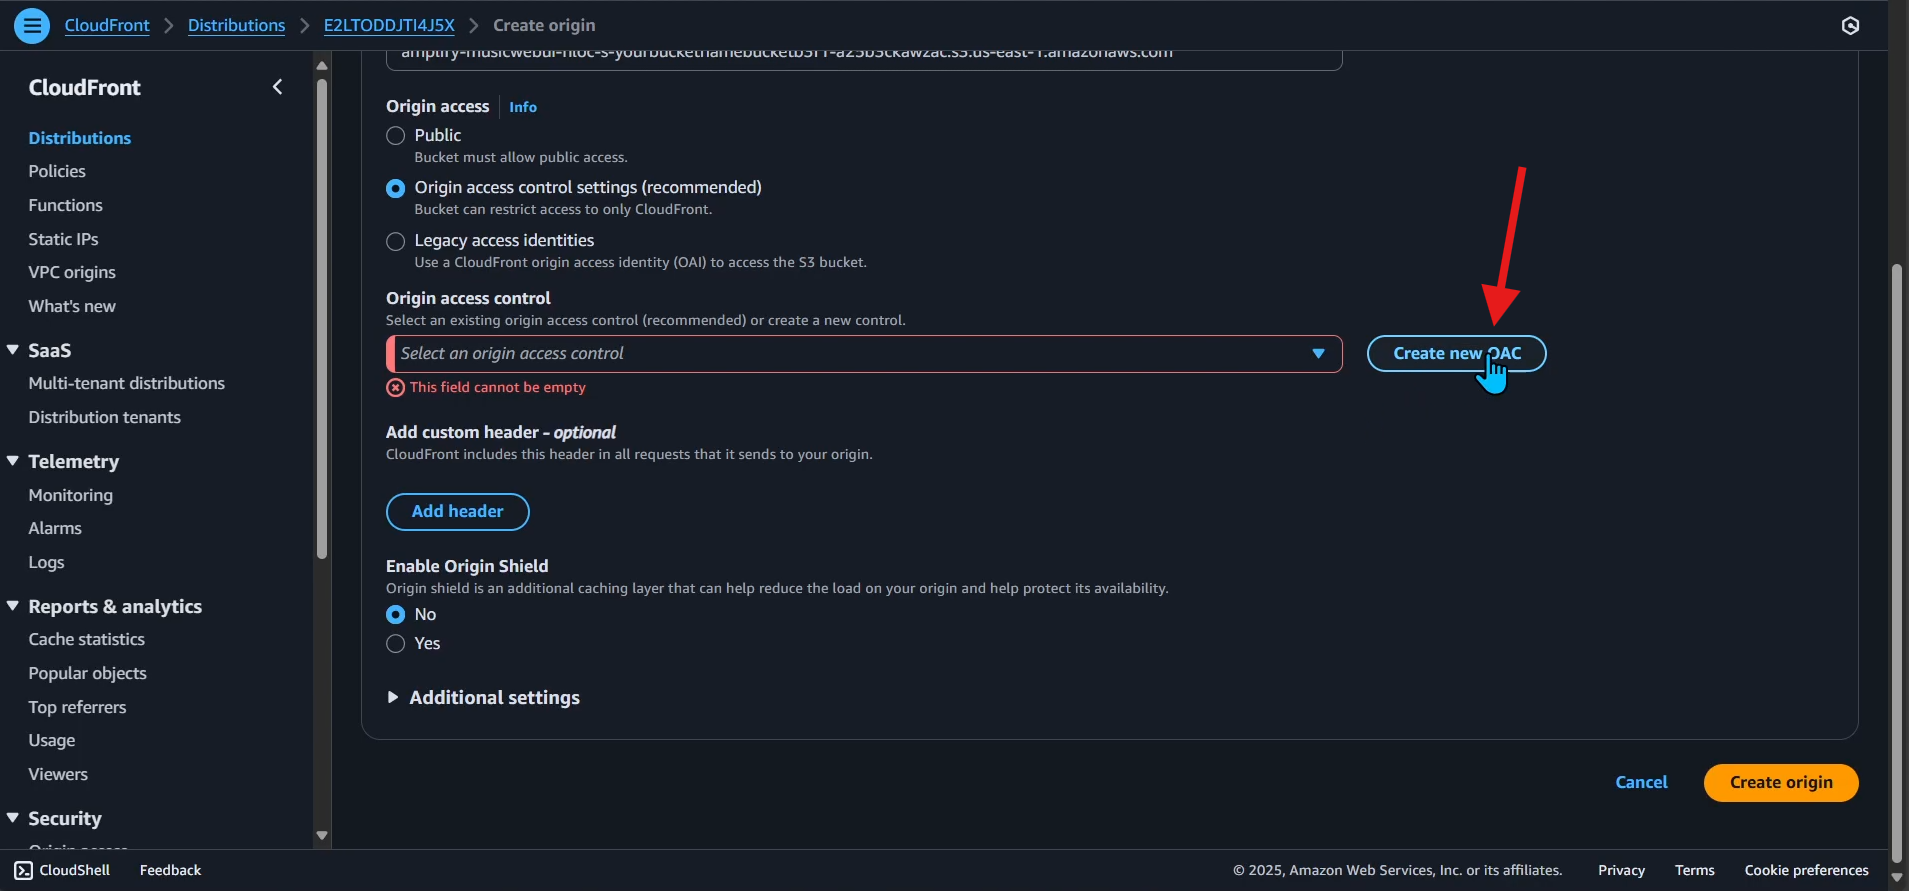 CloudFront
Distributions
E2LTODDJTI4J5X
Create origin
CloudFront
Distributions
Policies
Functions
Static IPs
VPC origins
What's new
SaaS
Multi-tenant distributions
Distribution tenants
Telemetry
Monitoring
Alarms
Logs
Reports & analytics
Cache statistics
Popular objects
Top referrers
Usage
Viewers
Security
Origin access
Info
Public
Bucket must allow public access.
Origin access control settings (recommended)
Bucket can restrict access to only CloudFront.
Legacy access identities
Use a CloudFront origin access identity (OAI) to access the S3 bucket.
Origin access control
Select an existing origin access control (recommended) or create a new control.
Select an origin access control
Create new OAC
This field cannot be empty
Add custom header - optional
CloudFront includes this header in all requests that it sends to your origin.
Add header
Enable Origin Shield
Origin shield is an additional caching layer that can help reduce the load on your origin and help protect its availability.
No
Yes
Additional settings
Cancel
Create origin
CloudShell
Feedback
© 2025, Amazon Web Services, Inc. or its affiliates.
Privacy
Terms
Cookie preferences